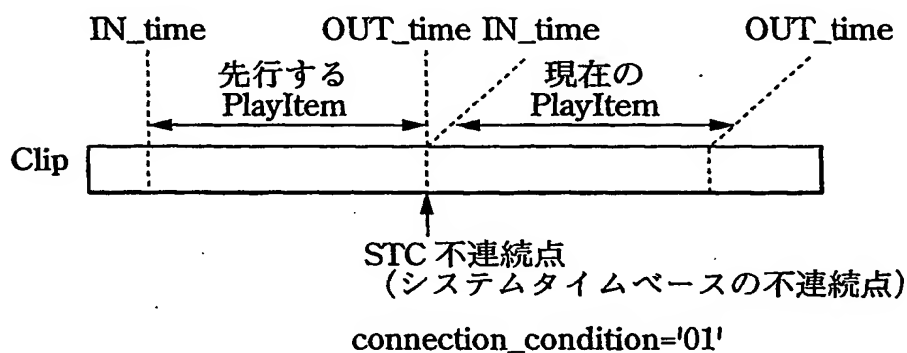 IN_time OUT_time IN_time OUT_time
先行する
PlayItem
現在の
PlayItem
Clip
STC 不連続点
(システムタイムベースの不連続点)
connection_condition='01'